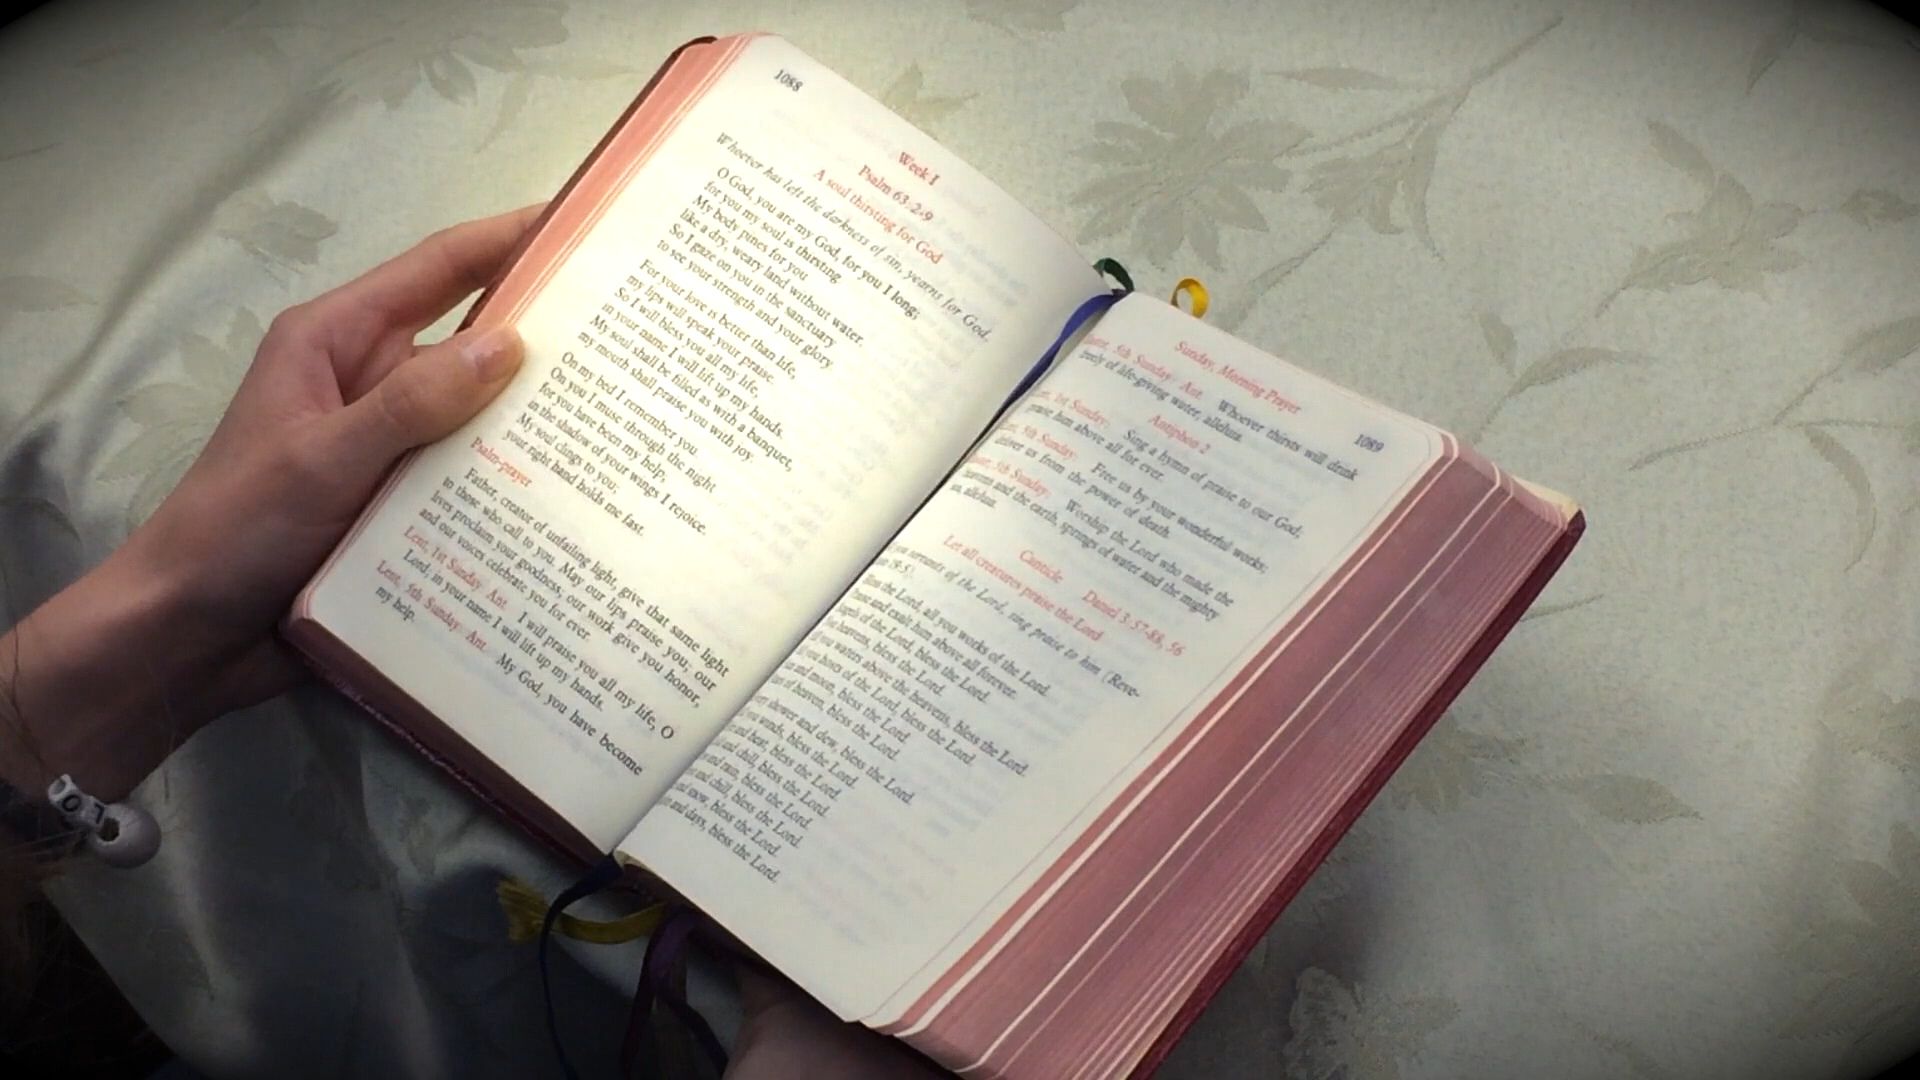 1088
Week I
Psalm 63:2-9
A soul thirsting for God
Whoever has left the darkness of sin, yearns for God.
O God, you are my God, for you I long;
for you my soul is thirsting.
My body pines for you
like a dry, weary land without water.
So I gaze on you in the sanctuary
to see your strength and your glory.
For your love is better than life,
my lips will speak your praise.
So I will bless you all my life,
in your name I will lift up my hands.
My soul shall be filled as with a banquet,
my mouth shall praise you with joy.
On my bed I remember you.
On you I muse through the night
for you have been my help;
in the shadow of your wings I rejoice.
My soul clings to you;
your right hand holds me fast.
Psalm-prayer
Father, creator of unfailing light, give that same light
to those who call to you. May our lips praise you; our
lives proclaim your goodness; our work give you honor,
and our voices celebrate you for ever.
Lent, 1st Sunday: Ant. I will praise you all my life, O
Lord; in your name I will lift up my hands.
Lent, 5th Sunday: Ant. My God, you have become
my help.
Sunday, Morning Prayer
1089
5th Sunday: Ant. Whoever thirsts will drink
freely of life-giving water, alleluia.
Antiphon 2
1st Sunday: Sing a hymn of praise to our God;
praise him above all for ever.
5th Sunday: Free us by your wonderful works;
deliver us from the power of death.
5th Sunday: Worship the Lord who made the
heavens and the earth, springs of water and the mighty
sea, alleluia.
Canticle Daniel 3:57-88, 56
Let all creatures praise the Lord
you servants of the Lord, sing praise to him (Reve-
19:5).
the Lord, all you works of the Lord.
and exalt him above all forever.
of the Lord, bless the Lord.
heavens, bless the Lord.
you waters above the heavens, bless the Lord.
you hosts of the Lord, bless the Lord.
and moon, bless the Lord.
of heaven, bless the Lord.
shower and dew, bless the Lord.
you winds, bless the Lord.
and heat, bless the Lord.
and chill, bless the Lord.
and rain, bless the Lord.
and chill, bless the Lord.
and snow, bless the Lord.
and days, bless the Lord.